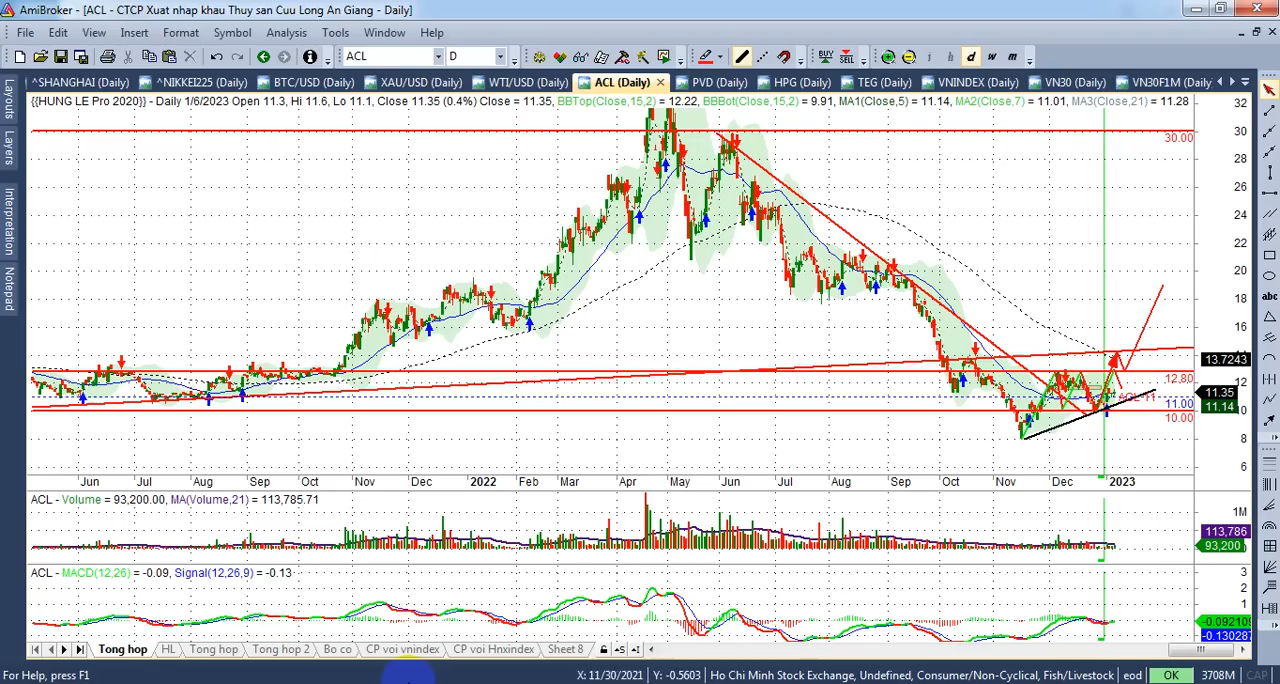 AmiBroker - [ACL - CTCP Xuat nhap khau Thuy san Cuu Long An Giang - Daily]
File Edit View Insert Format Symbol Analysis Tools Window Help
ACL D BUY SELL i h d w m
^SHANGHAI (Daily) ^NIKKEI225 (Daily) BTC/USD (Daily) XAU/USD (Daily) WTI/USD (Daily) ACL (Daily) PVD (Daily) HPG (Daily) TEG (Daily) VNINDEX (Daily) VN30 (Daily) VN30F1M (Daily)
Layouts
Layers
Interpretation
Notepad
{{HUNG LE Pro 2020}} - Daily 1/6/2023 Open 11.3, Hi 11.6, Lo 11.1, Close 11.35 (0.4%) Close = 11.35, BBTop(Close,15,2) = 12.22, BBBot(Close,15,2) = 9.91, MA1(Close,5) = 11.14, MA2(Close,7) = 11.01, MA3(Close,21) = 11.28
32
30
30.00
28
26
24
22
20
18
16
13.7243
12.80
12
11.35
ACL 11
11.00
11.14
10
10.00
8
6
abc
Jun Jul Aug Sep Oct Nov Dec 2022 Feb Mar Apr May Jun Jul Aug Sep Oct Nov Dec 2023
ACL - Volume = 93,200.00, MA(Volume,21) = 113,785.71
1M
113,786
93,200
ACL - MACD(12,26) = -0.09, Signal(12,26,9) = -0.13
3
2
1
-0.092109
-0.130287
Tong hop HL Tong hop Tong hop 2 Bo co CP voi vnindex CP voi Hnxindex Sheet 8
For Help, press F1 X: 11/30/2021 Y: -0.5603 Ho Chi Minh Stock Exchange, Undefined, Consumer/Non-Cyclical, Fish/Livestock eod OK 3708M CAP